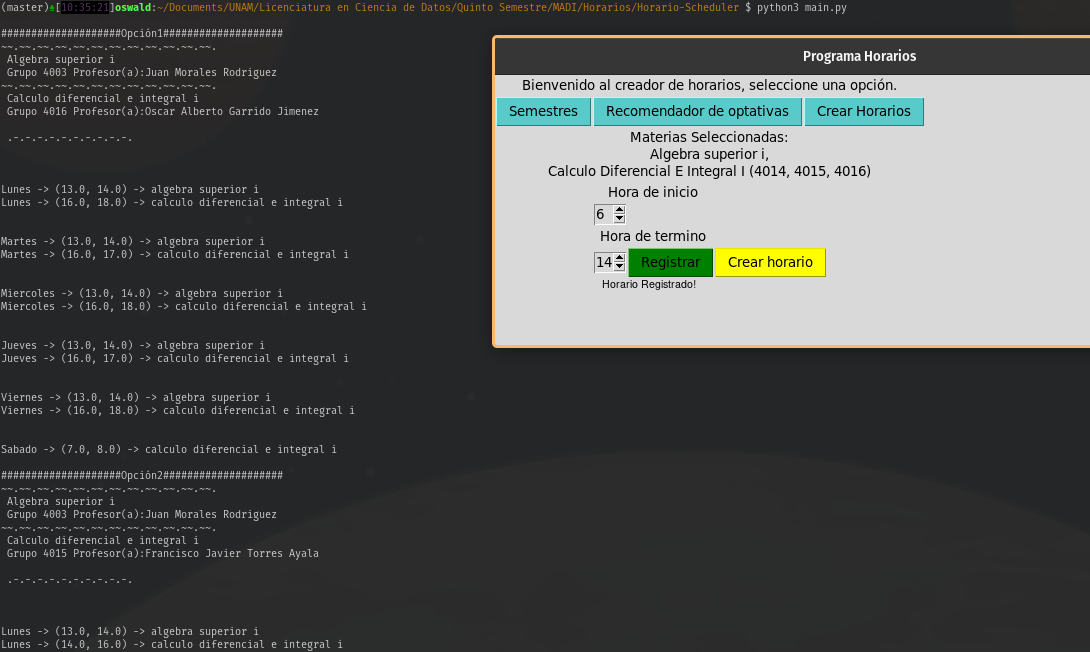 (master)▲[10:35:21]oswald:~/Documents/UNAM/Licenciatura en Ciencia de Datos/Quinto Semestre/MADI/Horarios/Horario-Scheduler $ python3 main.py
####################Opción1####################
~~.~~.~~.~~.~~.~~.~~.~~.~~.~~.~~.~~.
Algebra superior i
Grupo 4003 Profesor(a):Juan Morales Rodriguez
~~.~~.~~.~~.~~.~~.~~.~~.~~.~~.~~.~~.
Calculo diferencial e integral i
Grupo 4016 Profesor(a):Oscar Alberto Garrido Jimenez
.-.-.-.-.-.-.-.-.-.-.
Lunes -> (13.0, 14.0) -> algebra superior i
Lunes -> (16.0, 18.0) -> calculo diferencial e integral i
Martes -> (13.0, 14.0) -> algebra superior i
Martes -> (16.0, 17.0) -> calculo diferencial e integral i
Miercoles -> (13.0, 14.0) -> algebra superior i
Miercoles -> (16.0, 18.0) -> calculo diferencial e integral i
Jueves -> (13.0, 14.0) -> algebra superior i
Jueves -> (16.0, 17.0) -> calculo diferencial e integral i
Viernes -> (13.0, 14.0) -> algebra superior i
Viernes -> (16.0, 18.0) -> calculo diferencial e integral i
Sabado -> (7.0, 8.0) -> calculo diferencial e integral i
####################Opción2####################
~~.~~.~~.~~.~~.~~.~~.~~.~~.~~.~~.~~.
Algebra superior i
Grupo 4003 Profesor(a):Juan Morales Rodriguez
~~.~~.~~.~~.~~.~~.~~.~~.~~.~~.~~.~~.
Calculo diferencial e integral i
Grupo 4015 Profesor(a):Francisco Javier Torres Ayala
.-.-.-.-.-.-.-.-.-.-.
Lunes -> (13.0, 14.0) -> algebra superior i
Lunes -> (14.0, 16.0) -> calculo diferencial e integral i
Programa Horarios
Bienvenido al creador de horarios, seleccione una opción.
Semestres Recomendador de optativas Crear Horarios
Materias Seleccionadas:
Algebra superior i,
Calculo Diferencial E Integral I (4014, 4015, 4016)
Hora de inicio
6
Hora de termino
14 Registrar Crear horario
Horario Registrado!